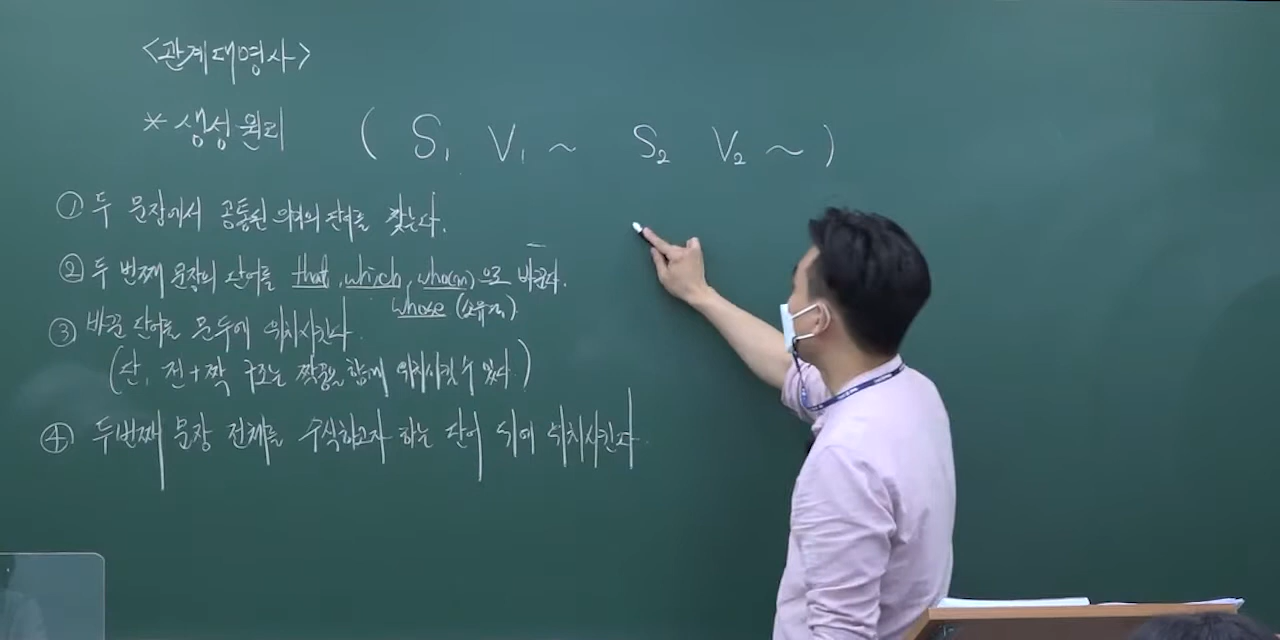 <관계대명사>
* 생성원리 ( S₁ V₁ ~ S₂ V₂ ~ )
① 두 문장에서 공통된 의미의 단어를 찾는다.
② 두 번째 문장의 단어를 that, which, who(m) 으로 바꾼다.
whose (소유격).
③ 바꾼 단어를 문두에 위치시킨다.
(단, 전+짝 구조는 짝꿍을 함께 위치시킬 수 있다.)
④ 두번째 문장 전체를 수식하고자 하는 단어 뒤에 위치시킨다.